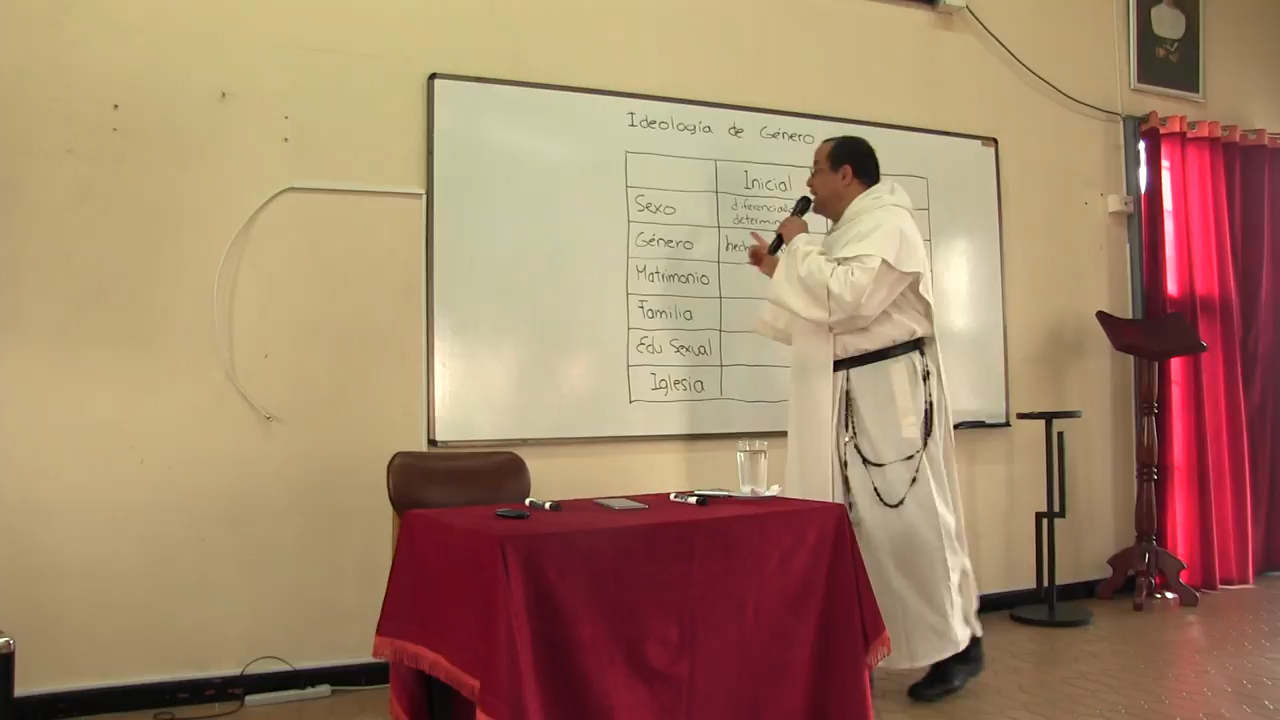 Ideología de Género
Inicial
Sexo
Género
Matrimonio
Familia
Edu Sexual
Iglesia